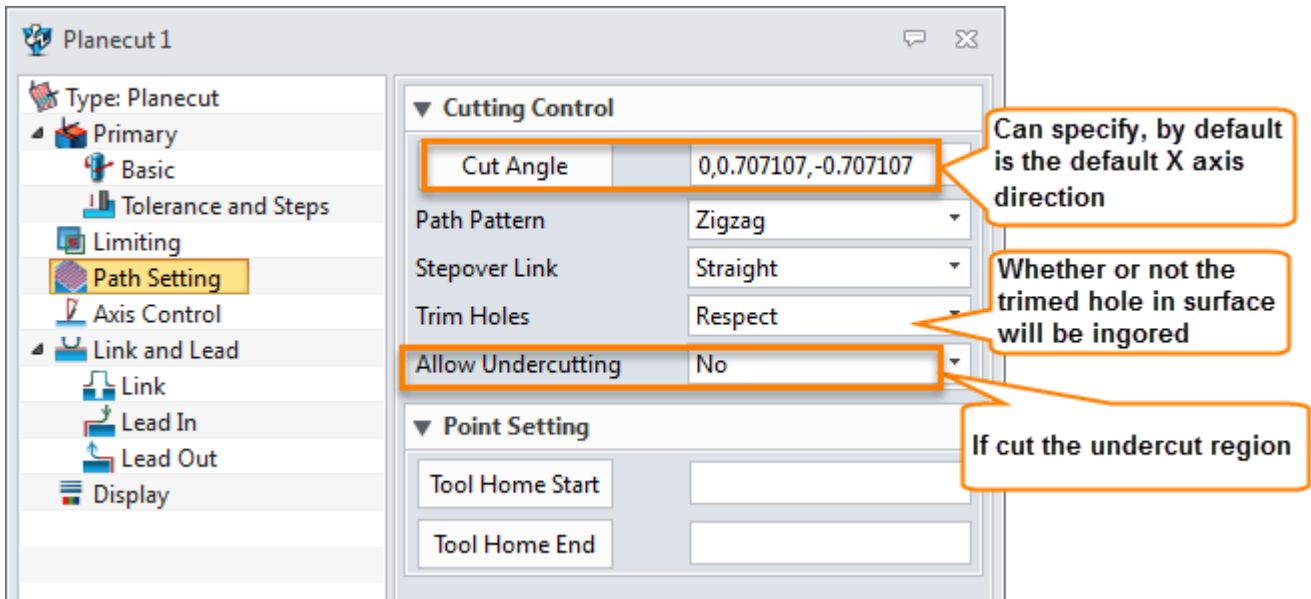 Planecut 1
Type: Planecut
Primary
Basic
Tolerance and Steps
Limiting
Path Setting
Axis Control
Link and Lead
Link
Lead In
Lead Out
Display
Cutting Control
Cut Angle 0,0.707107,-0.707107
Path Pattern Zigzag
Stepover Link Straight
Trim Holes Respect
Allow Undercutting No
Point Setting
Tool Home Start
Tool Home End
Can specify, by default
is the default X axis
direction
Whether or not the
trimed hole in surface
will be ingored
If cut the undercut region